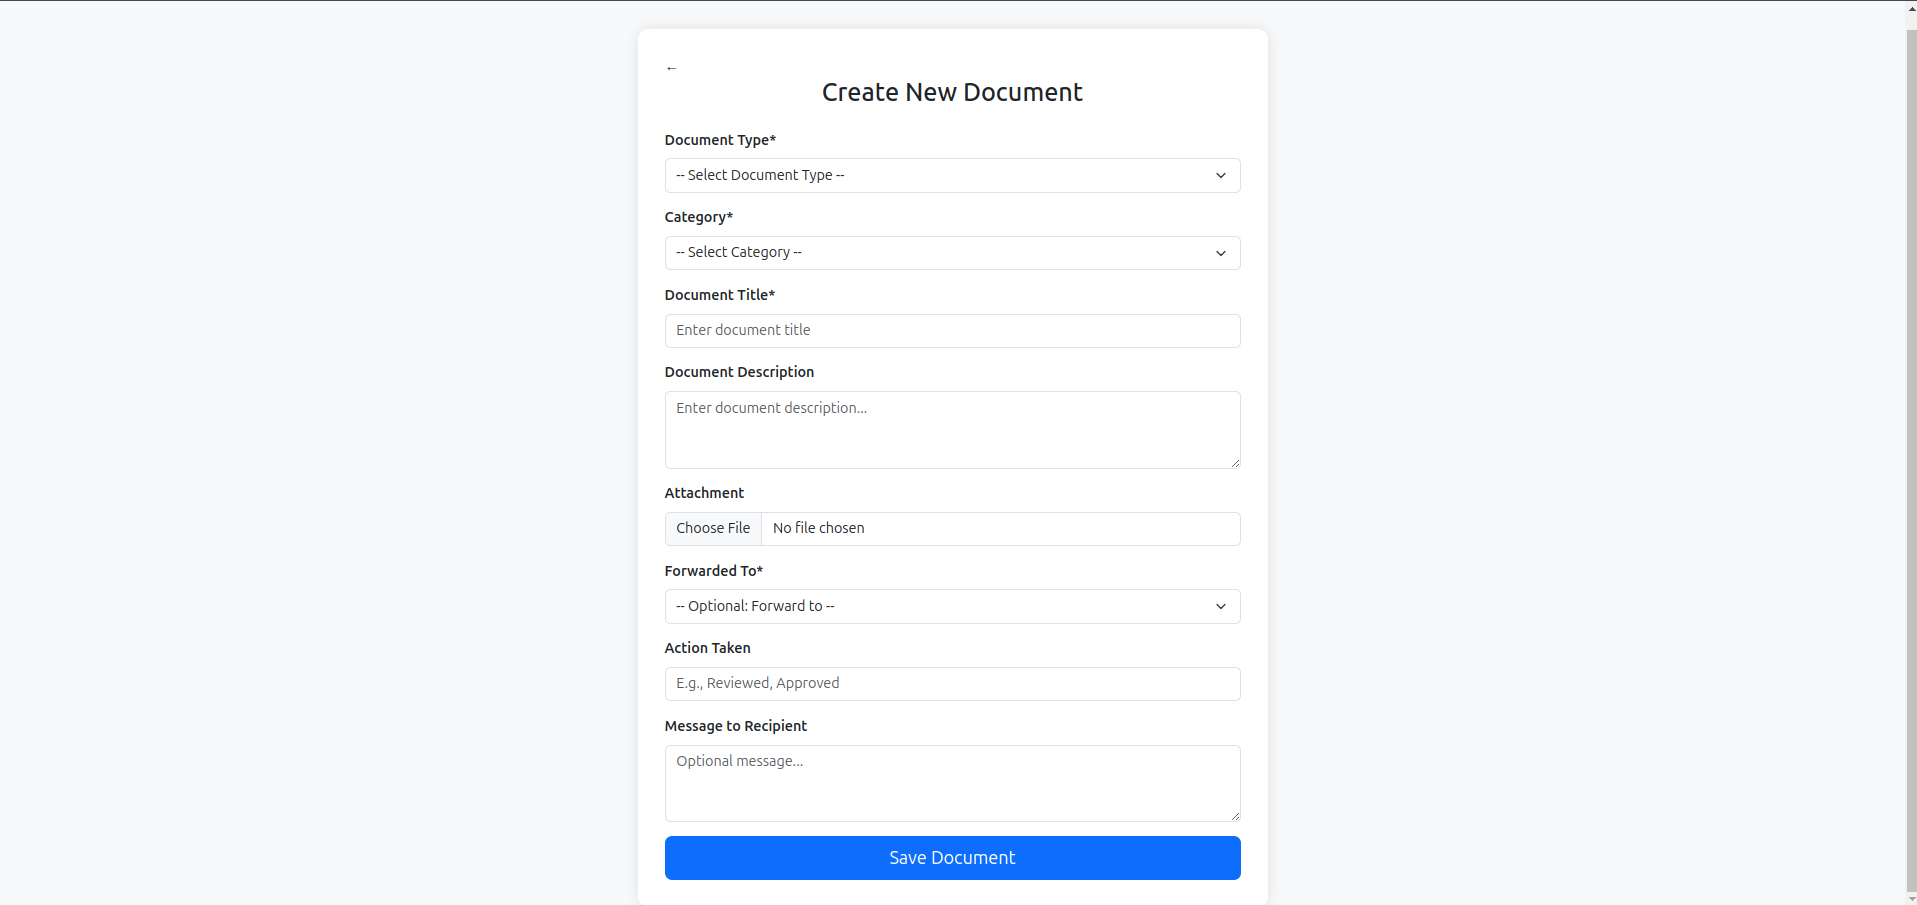 ←
Create New Document
Document Type*
-- Select Document Type --
Category*
-- Select Category --
Document Title*
Enter document title
Document Description
Enter document description...
Attachment
Choose File No file chosen
Forwarded To*
-- Optional: Forward to --
Action Taken
E.g., Reviewed, Approved
Message to Recipient
Optional message...
Save Document